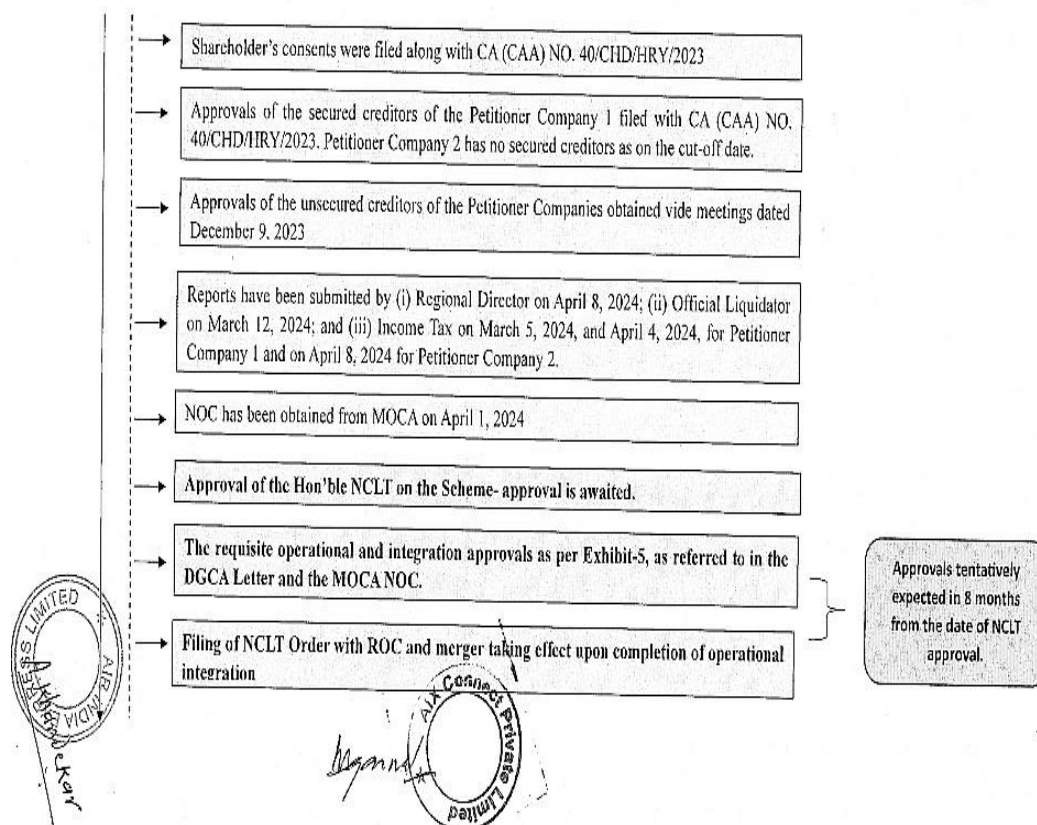 Shareholder's consents were filed along with CA (CAA) NO. 40/CHD/HRY/2023
Approvals of the secured creditors of the Petitioner Company 1 filed with CA (CAA) NO.
40/CHD/HRY/2023. Petitioner Company 2 has no secured creditors as on the cut-off date.
Approvals of the unsecured creditors of the Petitioner Companies obtained vide meetings dated
December 9, 2023
Reports have been submitted by (i) Regional Director on April 8, 2024; (ii) Official Liquidator
on March 12, 2024; and (iii) Income Tax on March 5, 2024, and April 4, 2024, for Petitioner
Company 1 and on April 8, 2024 for Petitioner Company 2.
NOC has been obtained from MOCA on April 1, 2024
Approval of the Hon'ble NCLT on the Scheme- approval is awaited.
The requisite operational and integration approvals as per Exhibit-5, as referred to in the
DGCA Letter and the MOCA NOC.
Filing of NCLT Order with ROC and merger taking effect upon completion of operational
integration
Approvals tentatively
expected in 8 months
from the date of NCLT
approval.
AIR INDIA EXPRESS LIMITED
AIX Connect Private Limited